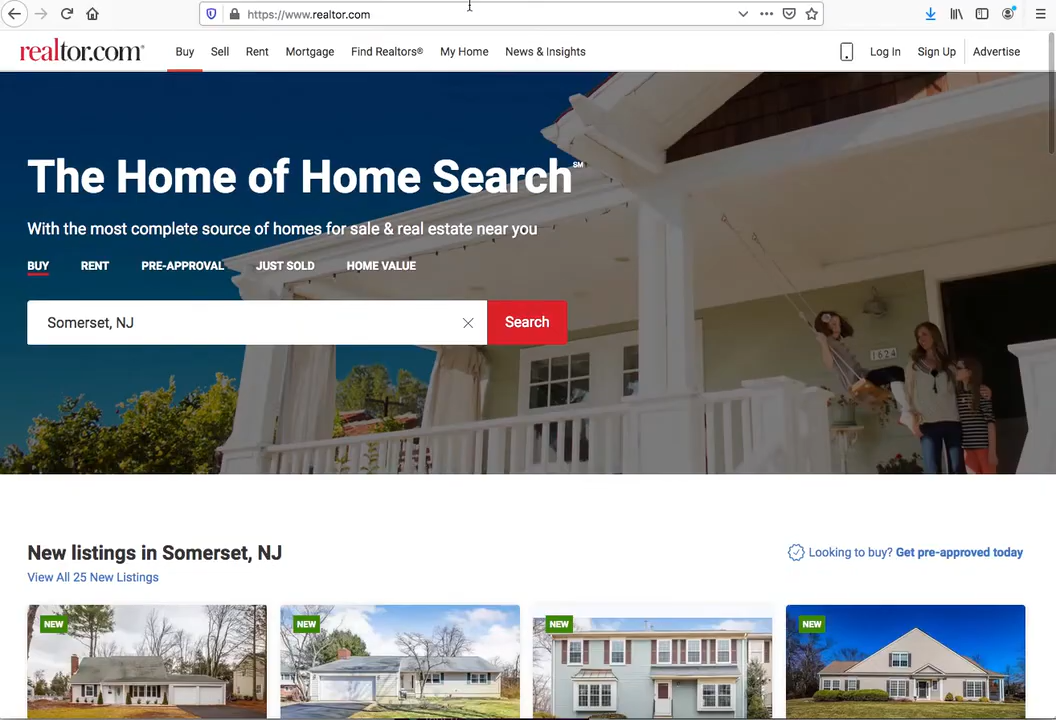 https://www.realtor.com
realtor.com®
Buy
Sell
Rent
Mortgage
Find Realtors®
My Home
News & Insights
Log In
Sign Up
Advertise
The Home of Home Search℠
With the most complete source of homes for sale & real estate near you
BUY
RENT
PRE-APPROVAL
JUST SOLD
HOME VALUE
Somerset, NJ
Search
1624
New listings in Somerset, NJ
Looking to buy? Get pre-approved today
View All 25 New Listings
NEW
NEW
NEW
NEW